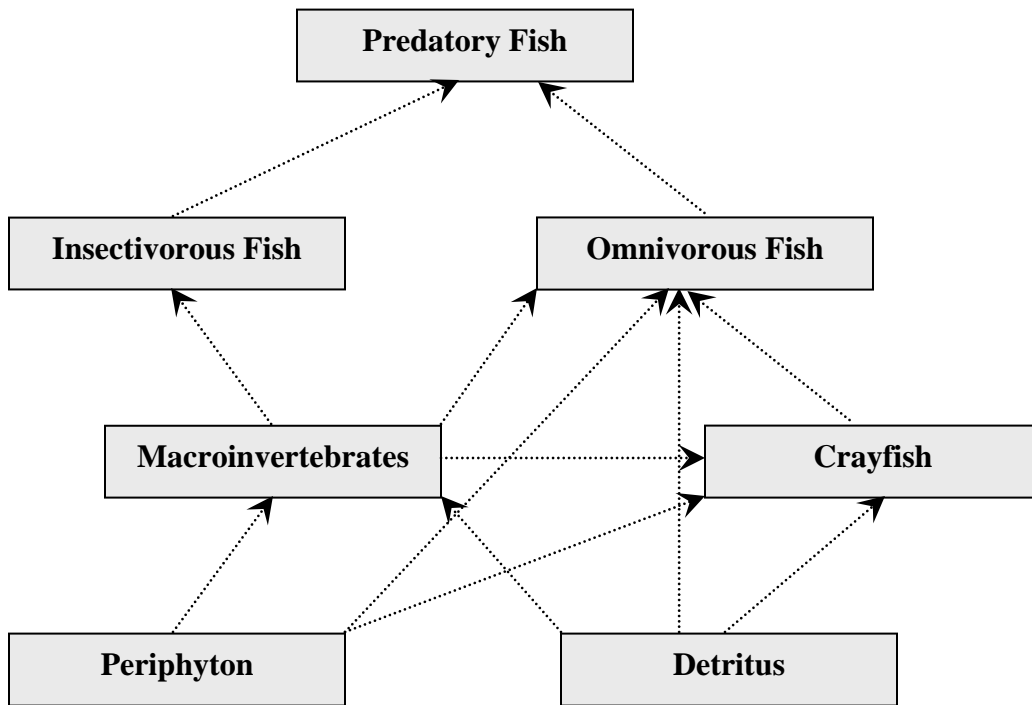 Predatory Fish
Insectivorous Fish
Omnivorous Fish
Macroinvertebrates
Crayfish
Periphyton
Detritus